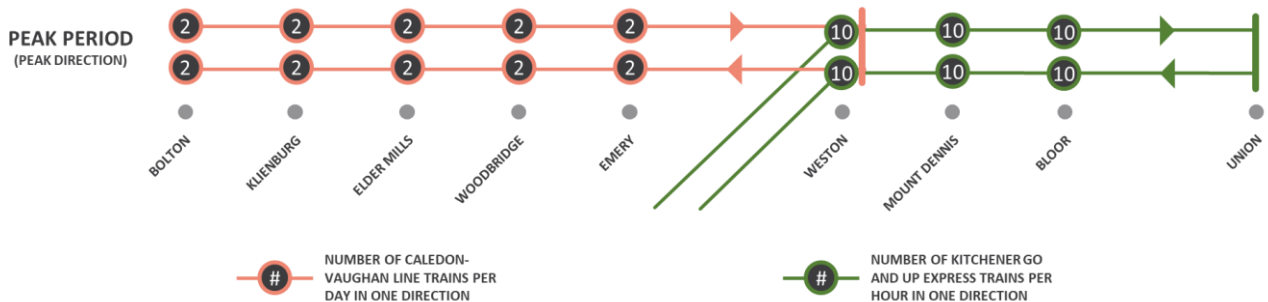 PEAK PERIOD
(PEAK DIRECTION)
2 2 2 2 2 10 10 10
2 2 2 2 2 10 10 10
BOLTON
KLIENBURG
ELDER MILLS
WOODBRIDGE
EMERY
WESTON
MOUNT DENNIS
BLOOR
UNION
#
NUMBER OF CALEDON-
VAUGHAN LINE TRAINS PER
DAY IN ONE DIRECTION
#
NUMBER OF KITCHENER GO
AND UP EXPRESS TRAINS PER
HOUR IN ONE DIRECTION